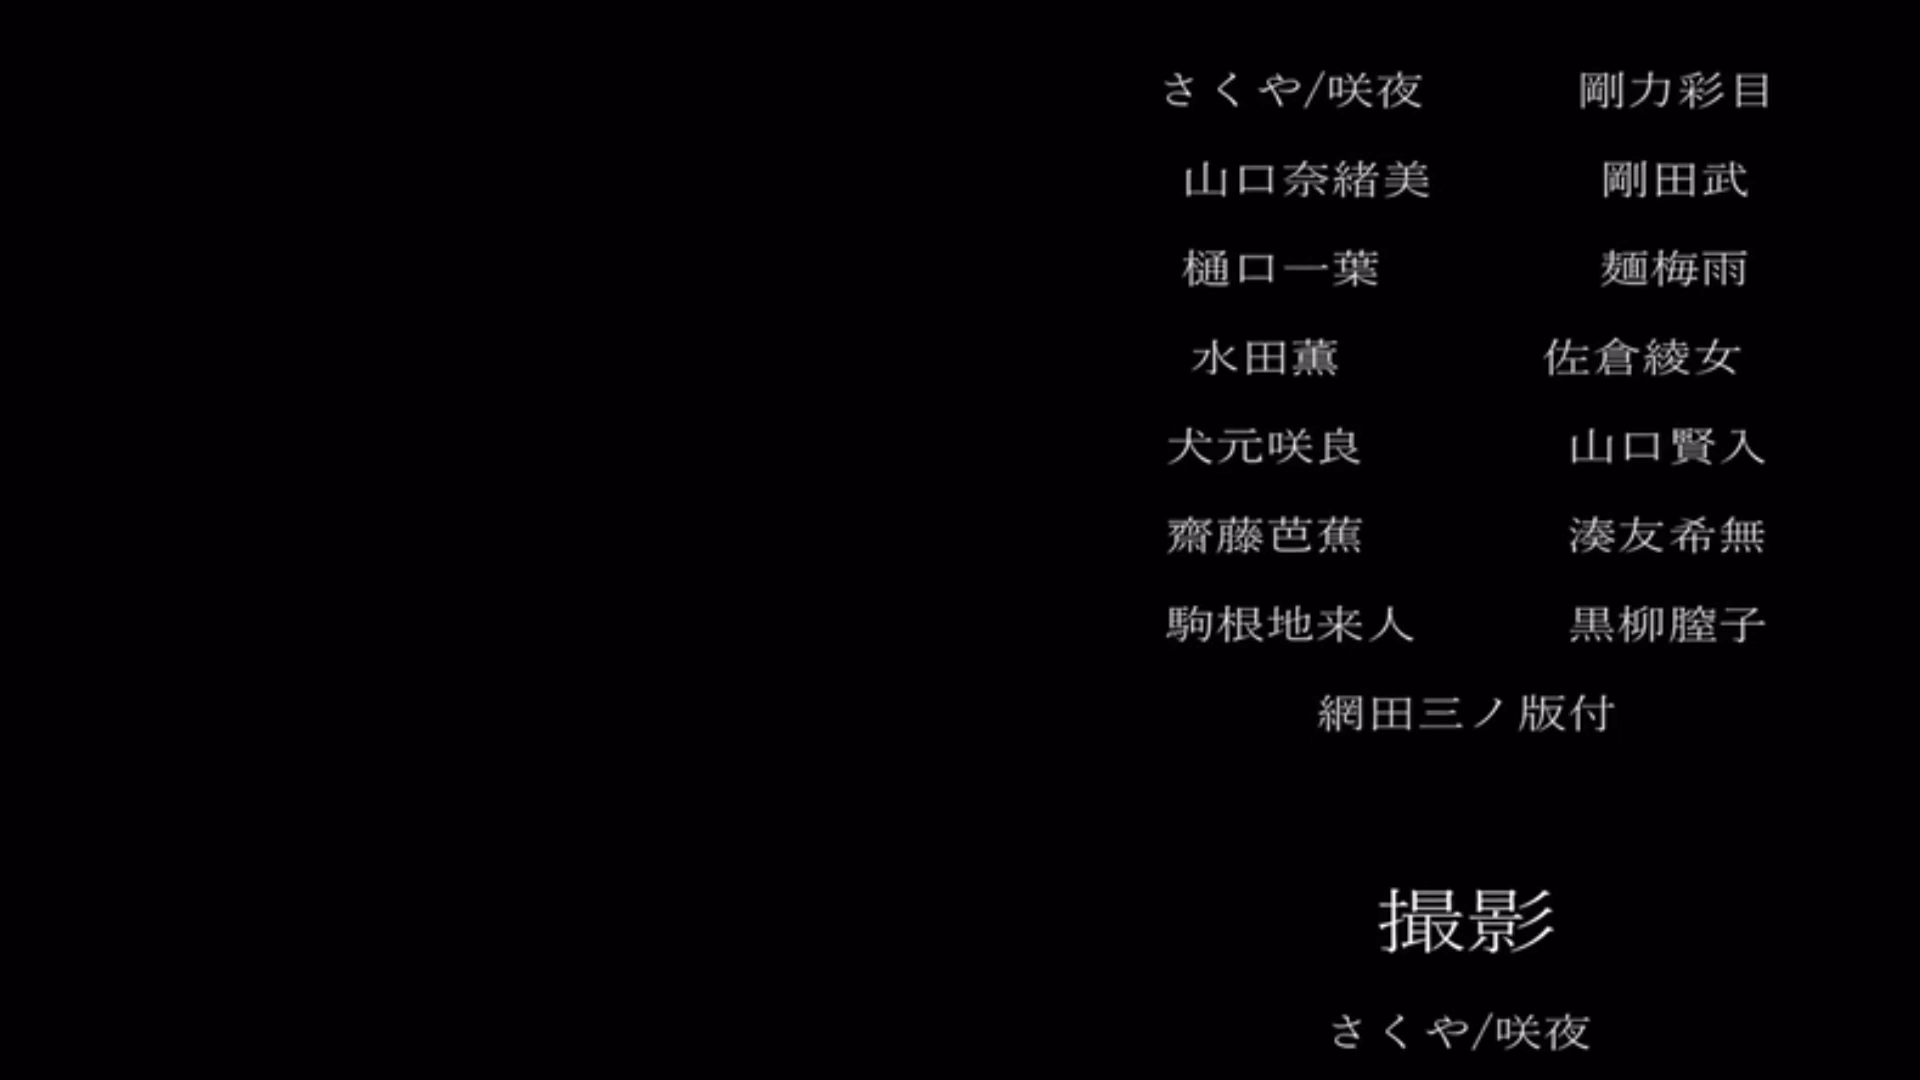 さくや/咲夜 剛力彩目
山口奈緒美 剛田武
樋口一葉 麺梅雨
水田薫 佐倉綾女
犬元咲良 山口賢入
齋藤芭蕉 湊友希無
駒根地来人 黒柳膣子
網田三ノ版付
撮影
さくや/咲夜